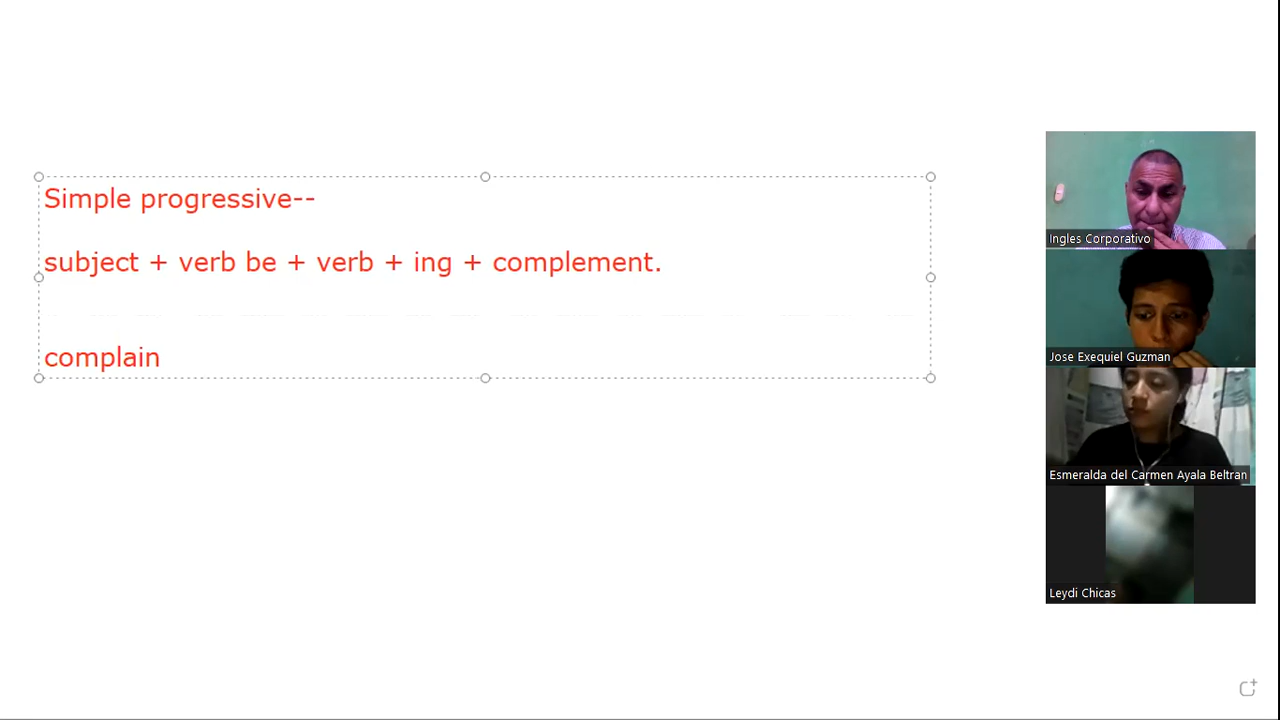 Simple progressive--
subject + verb be + verb + ing + complement.
complain
Ingles Corporativo
Jose Exequiel Guzman
Esmeralda del Carmen Ayala Beltran
Leydi Chicas